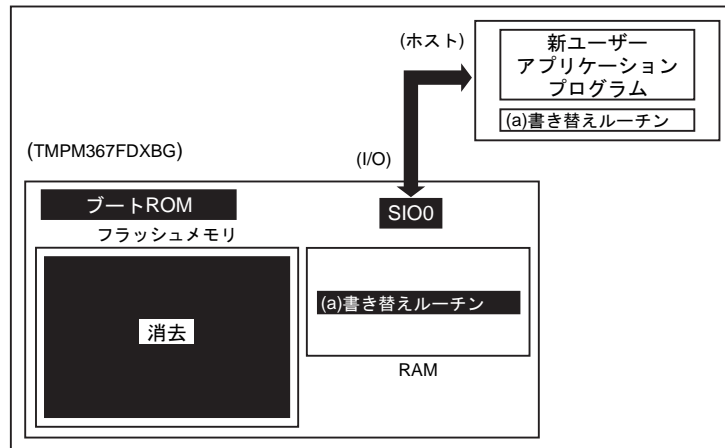 (ホスト)
新ユーザー
アプリケーション
プログラム
(a)書き替えルーチン
(TMPM367FDXBG)
(I/O)
ブートROM
SIO0
フラッシュメモリ
(a)書き替えルーチン
消去
RAM